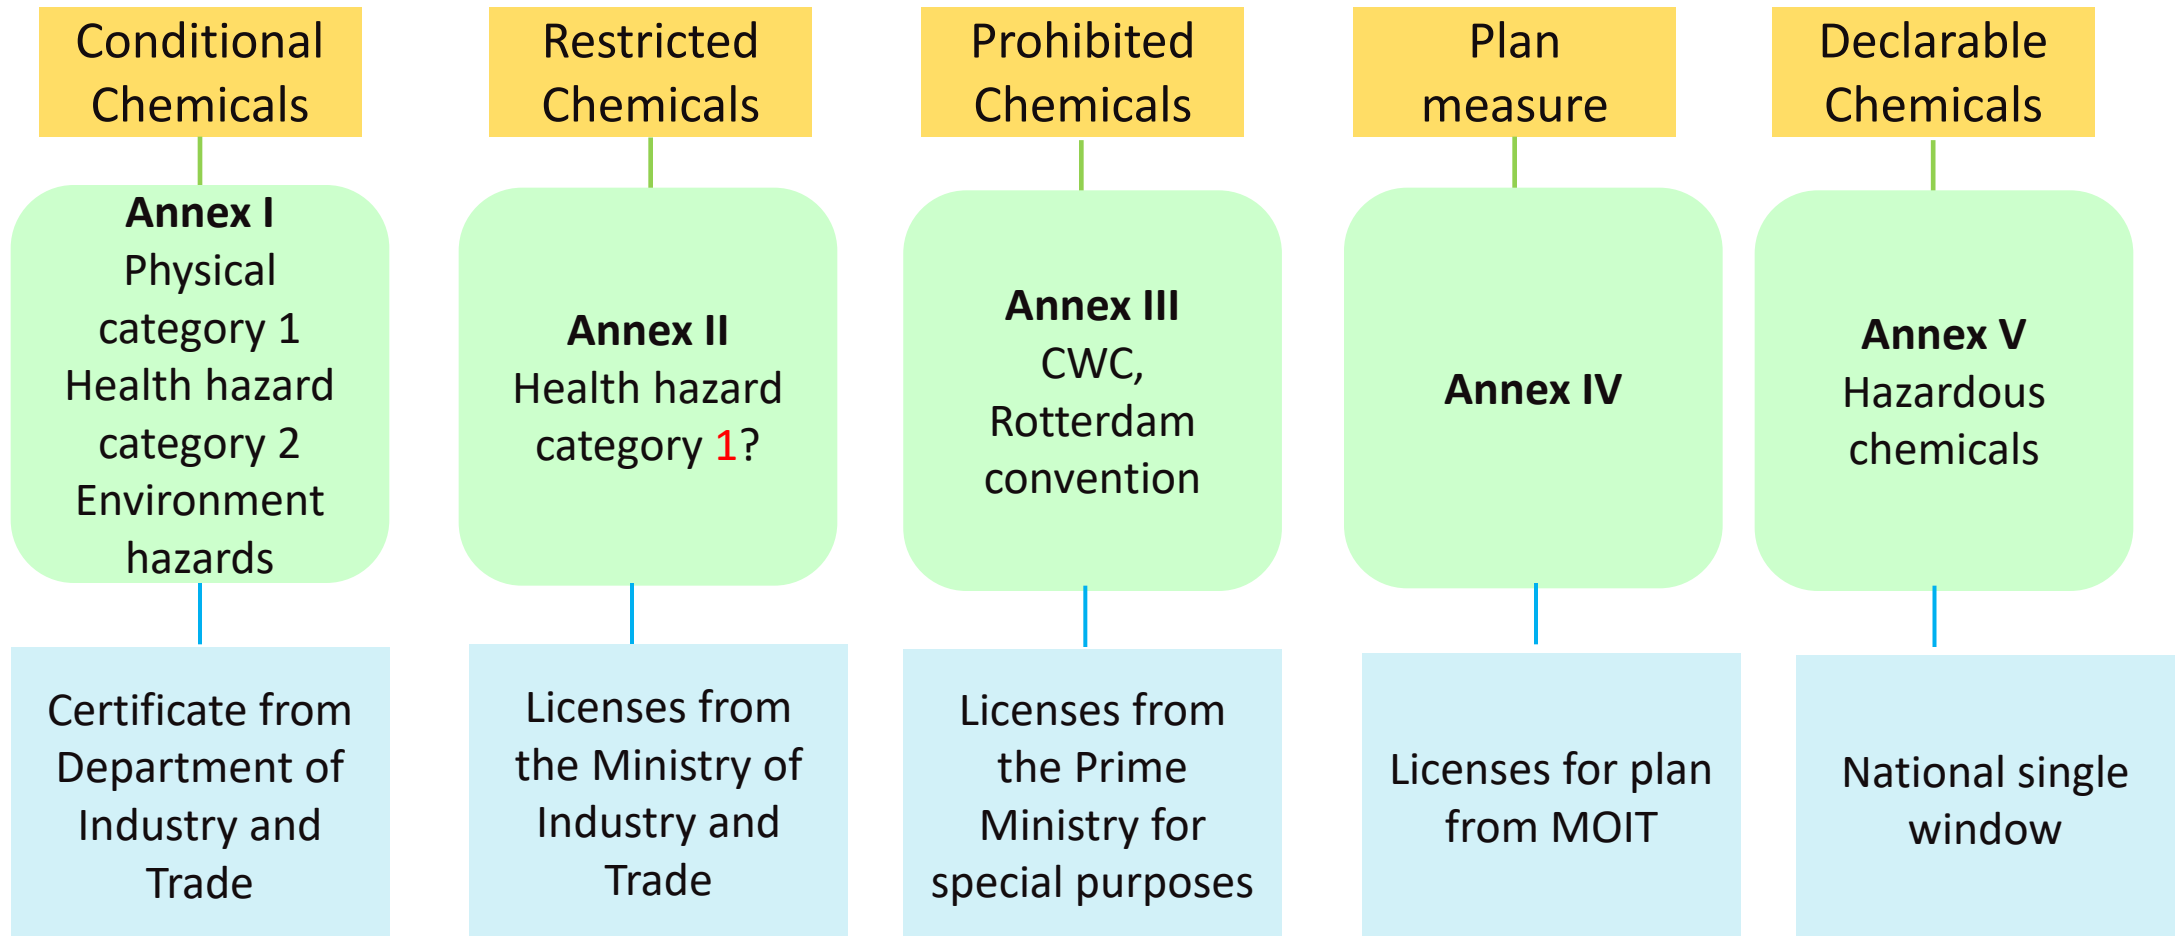 Conditional
Chemicals
Restricted
Chemicals
Prohibited
Chemicals
Plan
measure
Declarable
Chemicals
Annex I
Physical
category 1
Health hazard
category 2
Environment
hazards
Annex II
Health hazard
category 1?
Annex III
CWC,
Rotterdam
convention
Annex IV
Annex V
Hazardous
chemicals
Certificate from
Department of
Industry and
Trade
Licenses from
the Ministry of
Industry and
Trade
Licenses from
the Prime
Ministry for
special purposes
Licenses for plan
from MOIT
National single
window